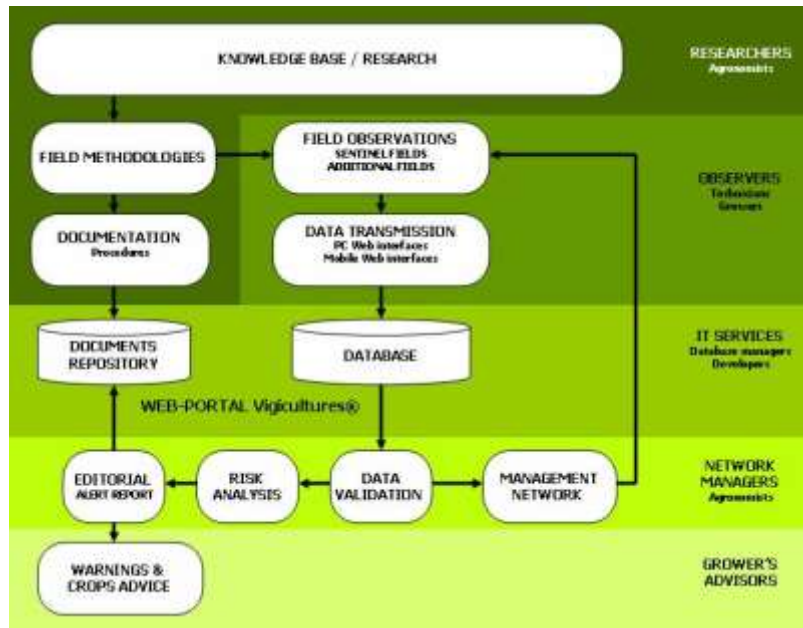 KNOWLEDGE BASE / RESEARCH
RESEARCHERS
Agronomists
FIELD METHODOLOGIES
FIELD OBSERVATIONS
SENTINEL FIELDS
ADDITIONAL FIELDS
OBSERVERS
Technicians
Growers
DOCUMENTATION
Procedures
DATA TRANSMISSION
PC Web interfaces
Mobile Web interfaces
DOCUMENTS
REPOSITORY
DATABASE
IT SERVICES
Database managers
Developers
WEB-PORTAL Vigicultures®
EDITORIAL
ALERT REPORT
RISK
ANALYSIS
DATA
VALIDATION
MANAGEMENT
NETWORK
NETWORK
MANAGERS
Agronomists
WARNINGS &
CROPS ADVICE
GROWER'S
ADVISORS